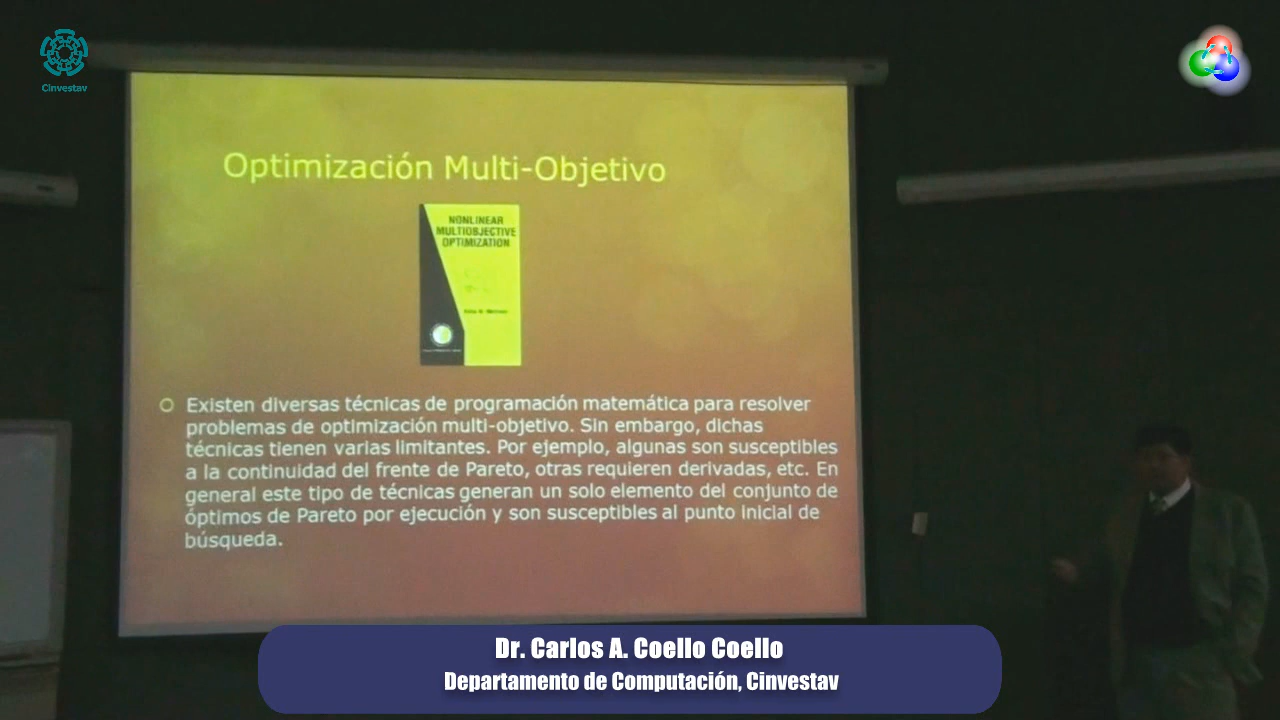 Cinvestav
Optimización Multi-Objetivo
NONLINEAR
MULTIOBJECTIVE
OPTIMIZATION
Existen diversas técnicas de programación matemática para resolver
problemas de optimización multi-objetivo. Sin embargo, dichas
técnicas tienen varias limitantes. Por ejemplo, algunas son susceptibles
a la continuidad del frente de Pareto, otras requieren derivadas, etc. En
general este tipo de técnicas generan un solo elemento del conjunto de
óptimos de Pareto por ejecución y son susceptibles al punto inicial de
búsqueda.
Dr. Carlos A. Coello Coello
Departamento de Computación, Cinvestav